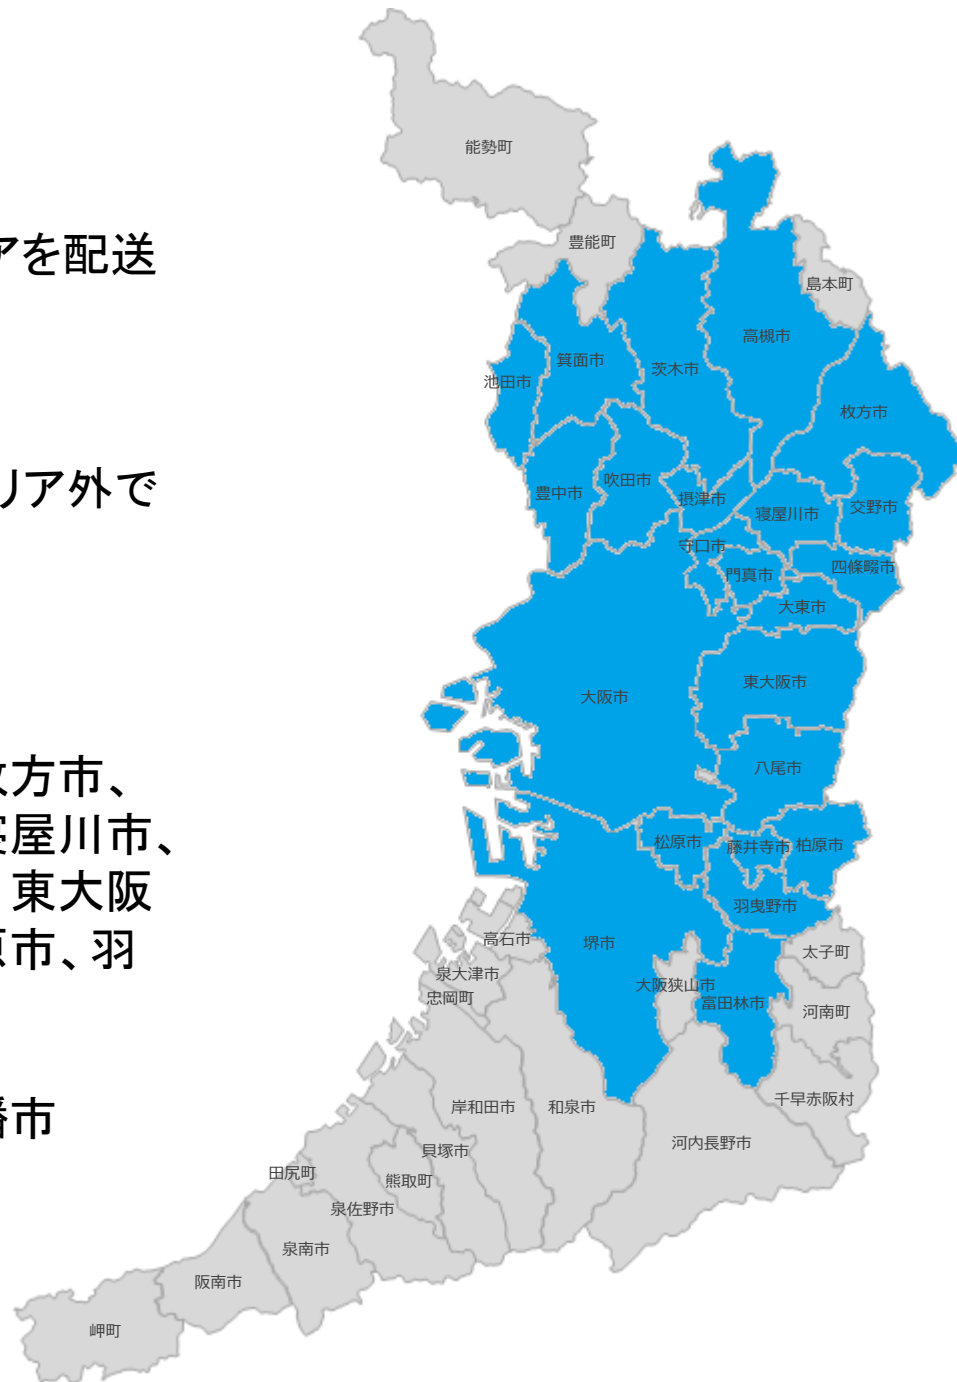 アを配送
リア外で
方市、
屋川市、
東大阪
原市、羽
市
能勢町
豊能町
島本町
高槻市
箕面市
茨木市
池田市
枚方市
吹田市
豊中市
摂津市
寝屋川市
交野市
守口市
門真市
四條畷市
大東市
東大阪市
大阪市
八尾市
松原市
藤井寺市
柏原市
羽曳野市
高石市
堺市
太子町
泉大津市
大阪狭山市
忠岡町
富田林市
河南町
千早赤阪村
岸和田市
和泉市
河内長野市
貝塚市
田尻町
熊取町
泉佐野市
泉南市
阪南市
岬町